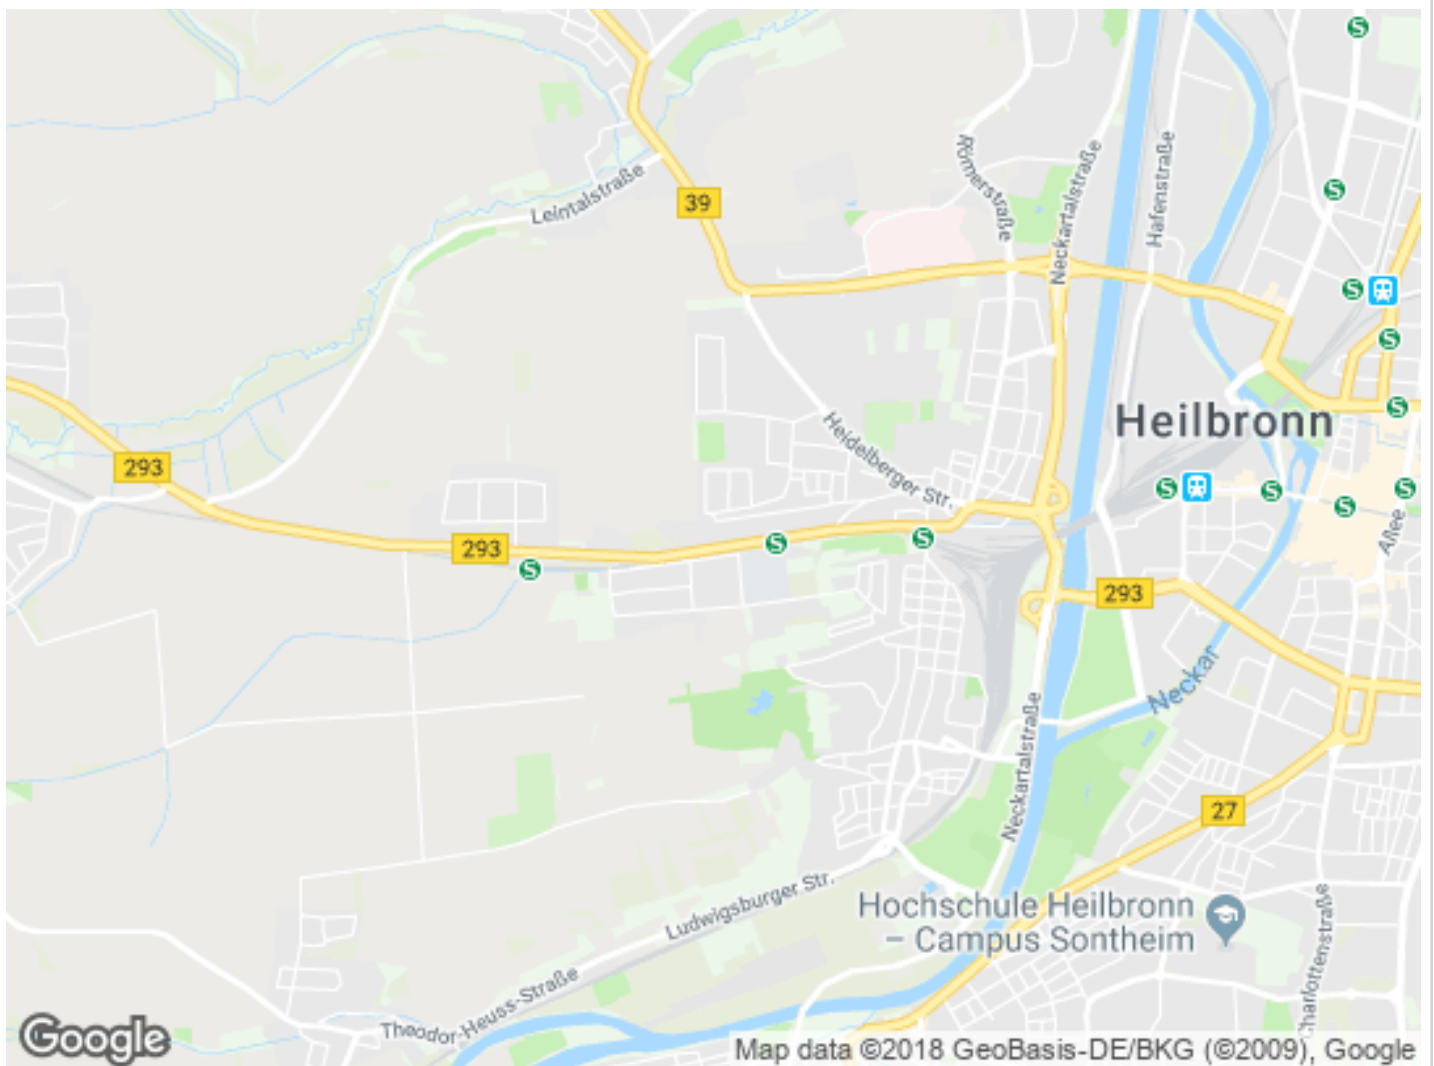 S
Römerstraße
Neckartalstraße
Hafenstraße
Leintalstraße
39
S
S
S
Heilbronn
Heidelberger Str.
S
293
S
S
S
S
Allee
293
S
S
S
293
Neckar
Neckartalstraße
27
Ludwigsburger Str.
Hochschule Heilbronn
– Campus Sontheim
Charlottenstraße
Theodor-Heuss-Straße
Google
Map data ©2018 GeoBasis-DE/BKG (©2009), Google